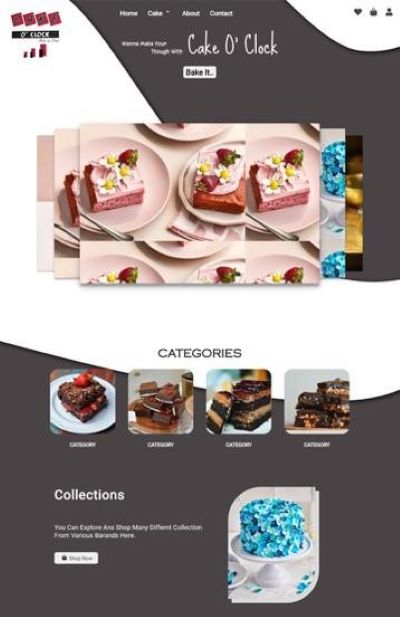 CAKE
O' CLOCK
Home Cake About Contact
Wanna Make Your
Though With Cake O' Clock
Bake It..
CATEGORIES
CATEGORY CATEGORY CATEGORY CATEGORY
Collections
You Can Explore Ans Shop Many Differnt Collection
From Various Barands Here.
Shop Now